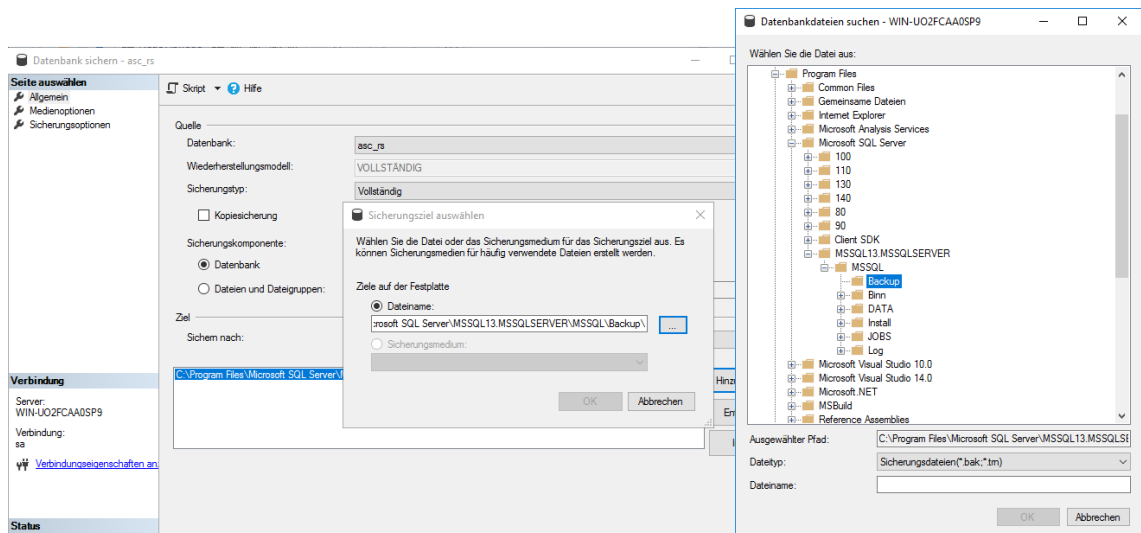 Datenbank sichern - asc_rs
Seite auswählen
Allgemein
Medienoptionen
Sicherungsoptionen
Verbindung
Server:
WIN-UO2FCAA0SP9
Verbindung:
sa
Verbindungseigenschaften an
Status
Skript
Hilfe
Quelle
Datenbank:
asc_rs
Wiederherstellungsmodell:
VOLLSTÄNDIG
Sicherungstyp:
Vollständig
Kopiesicherung
Sicherungskomponente:
Datenbank
Dateien und Dateigruppen:
Ziel
Sichern nach:
C:\Program Files\Microsoft SQL Server\
Hinz
En
Sicherungsziel auswählen
Wählen Sie die Datei oder das Sicherungsmedium für das Sicherungsziel aus. Es
können Sicherungsmedien für häufig verwendete Dateien erstellt werden.
Ziele auf der Festplatte
Dateiname:
rosoft SQL Server\MSSQL13.MSSQLSERVER\MSSQL\Backup\
...
Sicherungsmedium:
OK
Abbrechen
Datenbankdateien suchen - WIN-UO2FCAA0SP9
Wählen Sie die Datei aus:
Program Files
Common Files
Gemeinsame Dateien
Internet Explorer
Microsoft Analysis Services
Microsoft SQL Server
100
110
130
140
80
90
Client SDK
MSSQL13.MSSQLSERVER
MSSQL
Backup
Binn
DATA
Install
JOBS
Log
Microsoft Visual Studio 10.0
Microsoft Visual Studio 14.0
Microsoft.NET
MSBuild
Reference Assemblies
Ausgewählter Pfad:
C:\Program Files\Microsoft SQL Server\MSSQL13.MSSQLSE
Dateityp:
Sicherungsdateien(*.bak;*.trn)
Dateiname:
OK
Abbrechen